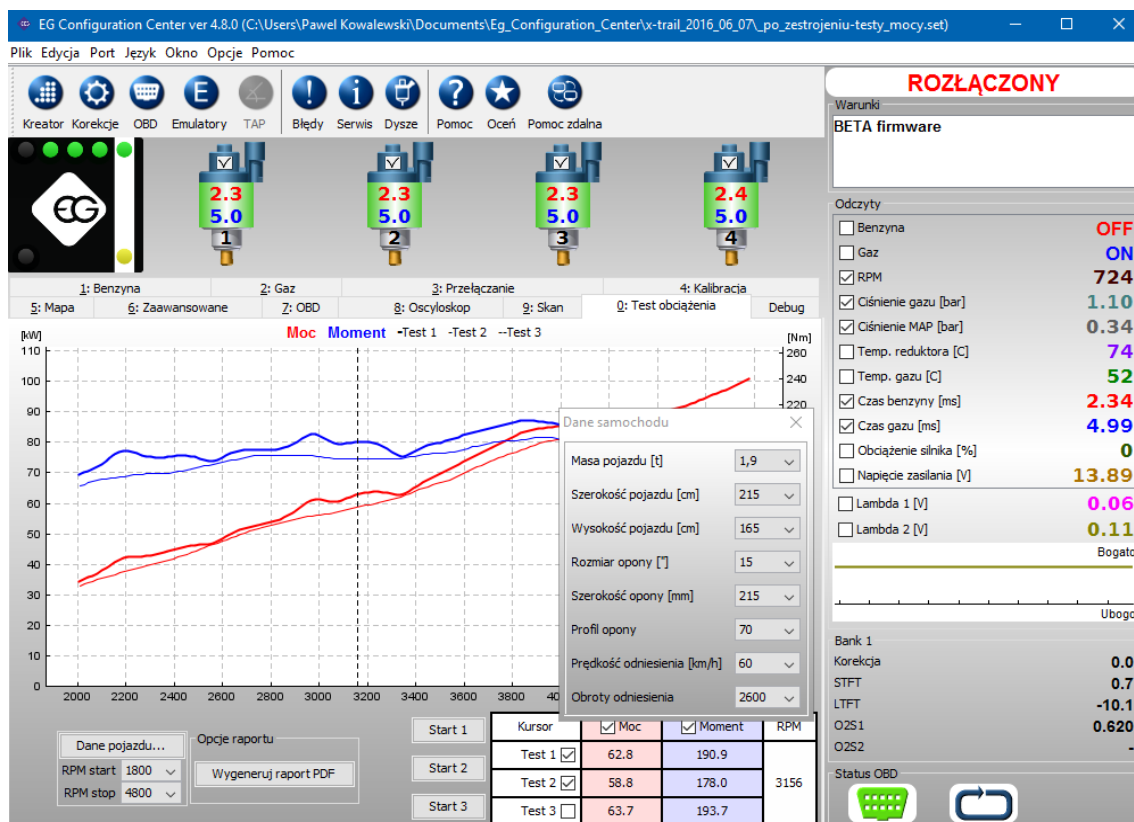 EG Configuration Center ver 4.8.0 (C:\Users\Pawel Kowalewski\Documents\Eg_Configuration_Center\x-trail_2016_06_07\_po_zestrojeniu-testy_mocy.set)
Plik Edycja Port Język Okno Opcje Pomoc
Kreator Korekcje OBD Emulatory TAP Błędy Serwis Dysze Pomoc Oceń Pomoc zdalna
EG
2.3 2.3 2.3 2.4
5.0 5.0 5.0 5.0
1 2 3 4
1: Benzyna 2: Gaz 3: Przełączanie 4: Kalibracja
5: Mapa 6: Zaawansowane 7: OBD 8: Oscyloskop 9: Skan 0: Test obciążenia Debug
[kW] Moc Moment -Test 1 -Test 2 --Test 3 [Nm]
110 260
100 240
90 220
80
70
60
50
40
30
20
10
0
2000 2200 2400 2600 2800 3000 3200 3400 3600 3800 40
Dane samochodu
Masa pojazdu [t] 1,9
Szerokość pojazdu [cm] 215
Wysokość pojazdu [cm] 165
Rozmiar opony ["] 15
Szerokość opony [mm] 215
Profil opony 70
Prędkość odniesienia [km/h] 60
Obroty odniesienia 2600
Dane pojazdu...
RPM start 1800
RPM stop 4800
Opcje raportu
Wygeneruj raport PDF
Start 1
Start 2
Start 3
Kursor Moc Moment RPM
Test 1 62.8 190.9
Test 2 58.8 178.0 3156
Test 3 63.7 193.7
ROZŁĄCZONY
Warunki
BETA firmware
Odczyty
Benzyna OFF
Gaz ON
RPM 724
Ciśnienie gazu [bar] 1.10
Ciśnienie MAP [bar] 0.34
Temp. reduktora [C] 74
Temp. gazu [C] 52
Czas benzyny [ms] 2.34
Czas gazu [ms] 4.99
Obciążenie silnika [%] 0
Napięcie zasilania [V] 13.89
Lambda 1 [V] 0.06
Lambda 2 [V] 0.11
Bogato
Ubogo
Bank 1
Korekcja 0.0
STFT 0.7
LTFT -10.1
O2S1 0.620
O2S2 -
Status OBD